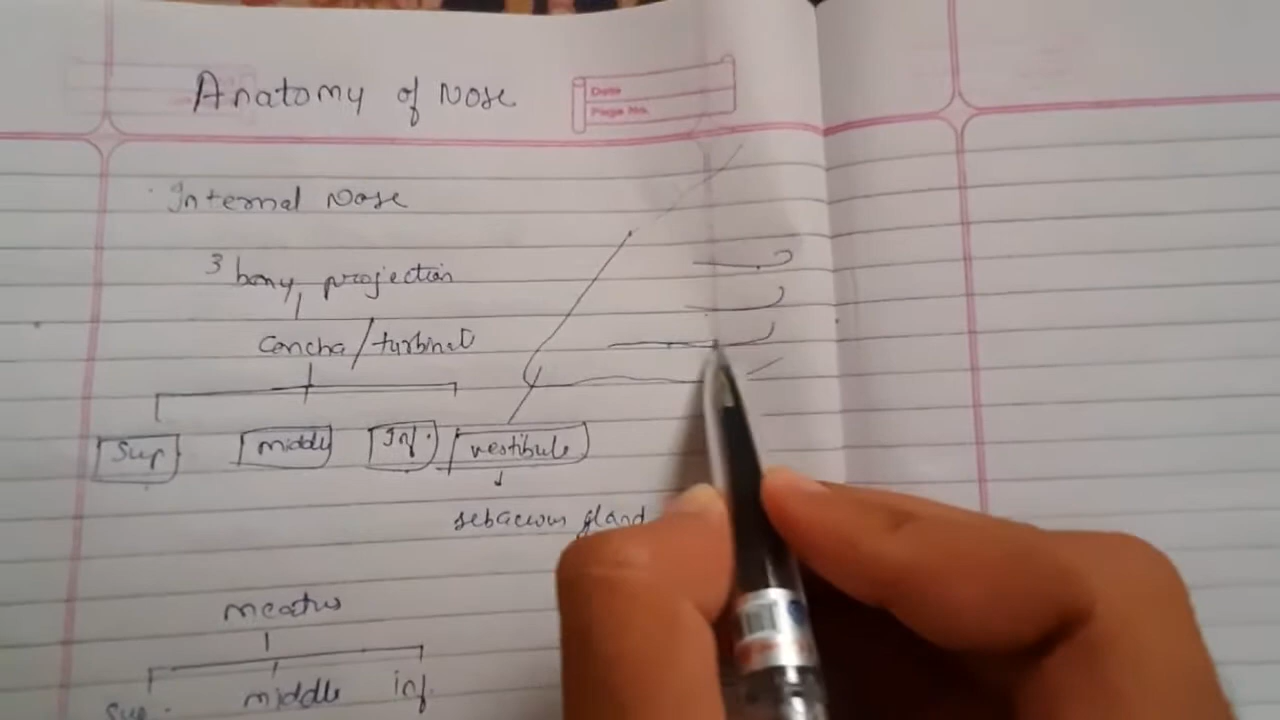 Anatomy of Nose
Date
Page No.
Internal Nose
3 bony projection
Concha/turbinate
Sup middle Inf. vestibule
sebaceous gland
meatus
Sup. middle inf.